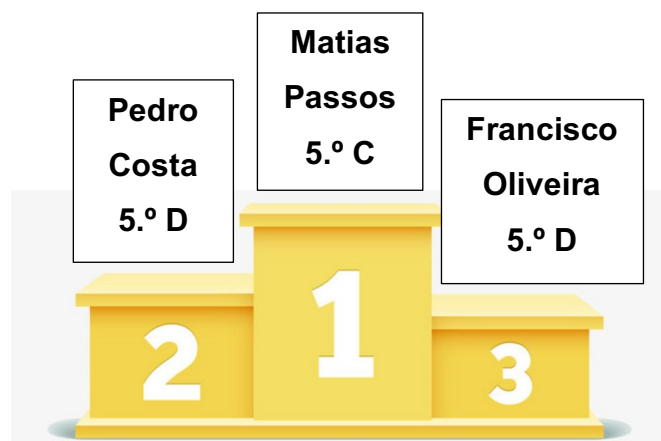 Matias
Passos
5.º C
Pedro
Costa
5.º D
Francisco
Oliveira
5.º D
2
1
3